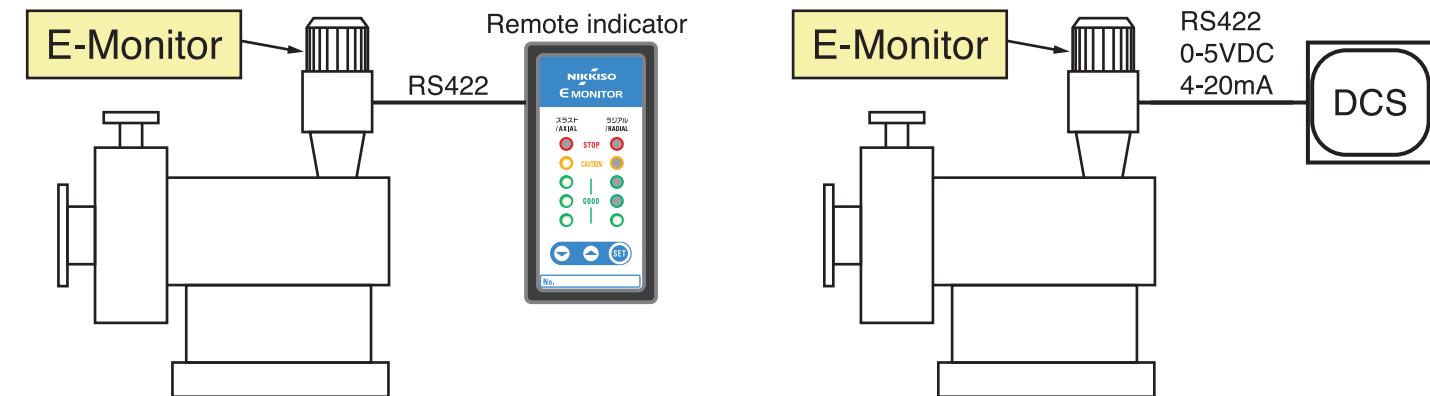 E-Monitor
Remote indicator
RS422
NIKKISO
E MONITOR
スラスト ラジアル
/AXIAL /RADIAL
STOP
CAUTION
GOOD
SET
No.
E-Monitor
RS422
0-5VDC
4-20mA
DCS